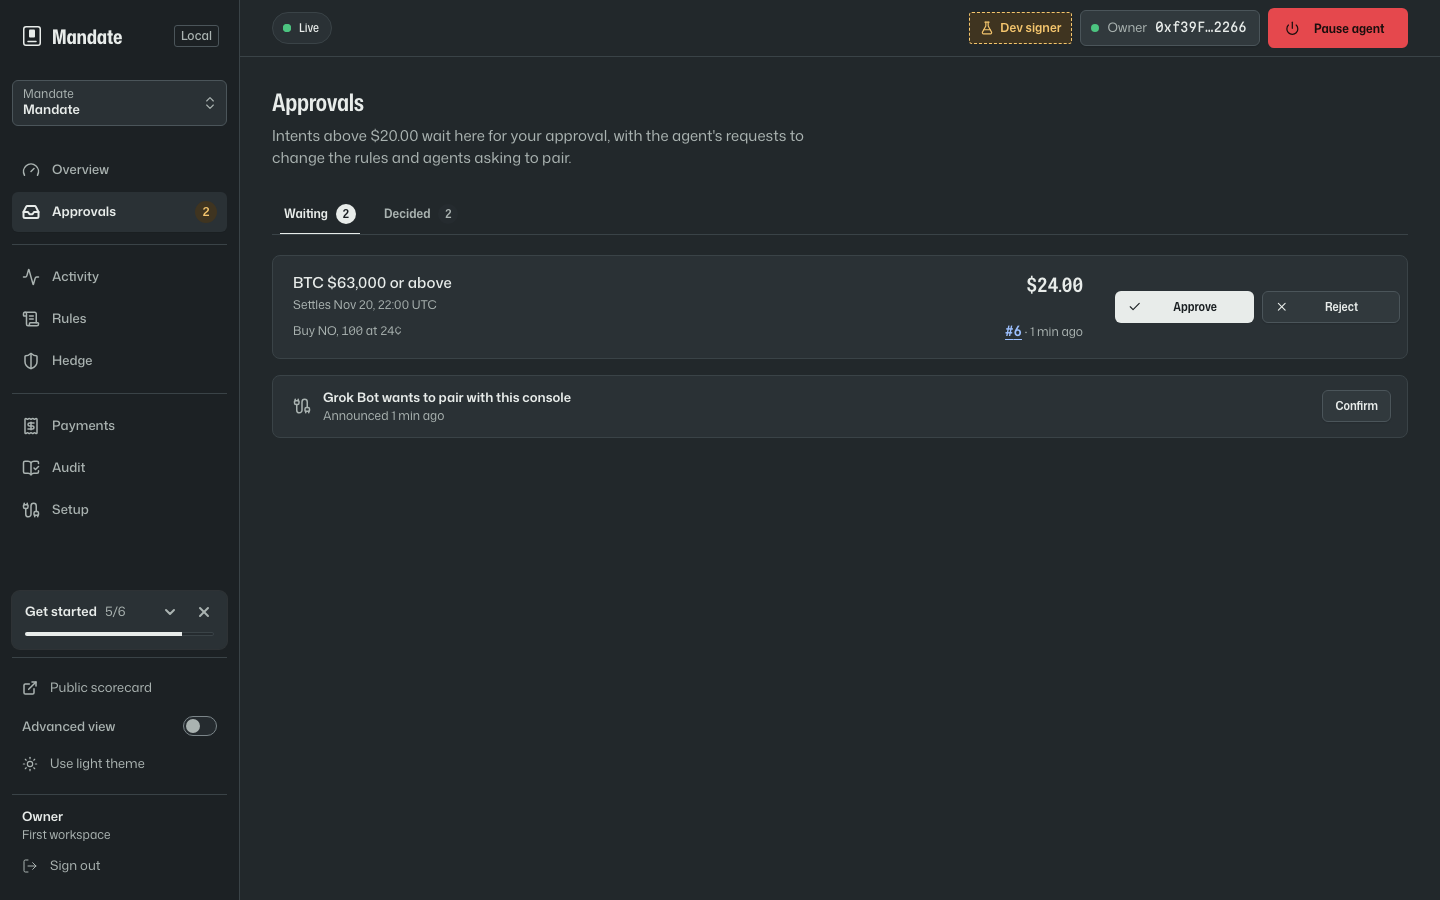 Mandate
Local
Mandate
Mandate
Overview
Approvals 2
Activity
Rules
Hedge
Payments
Audit
Setup
Get started 5/6
Public scorecard
Advanced view
Use light theme
Owner
First workspace
Sign out
Live
Dev signer
Owner 0xf39F…2266
Pause agent
Approvals
Intents above $20.00 wait here for your approval, with the agent's requests to
change the rules and agents asking to pair.
Waiting 2
Decided 2
BTC $63,000 or above
Settles Nov 20, 22:00 UTC
Buy NO, 100 at 24¢
$24.00
#6 · 1 min ago
Approve
Reject
Grok Bot wants to pair with this console
Announced 1 min ago
Confirm